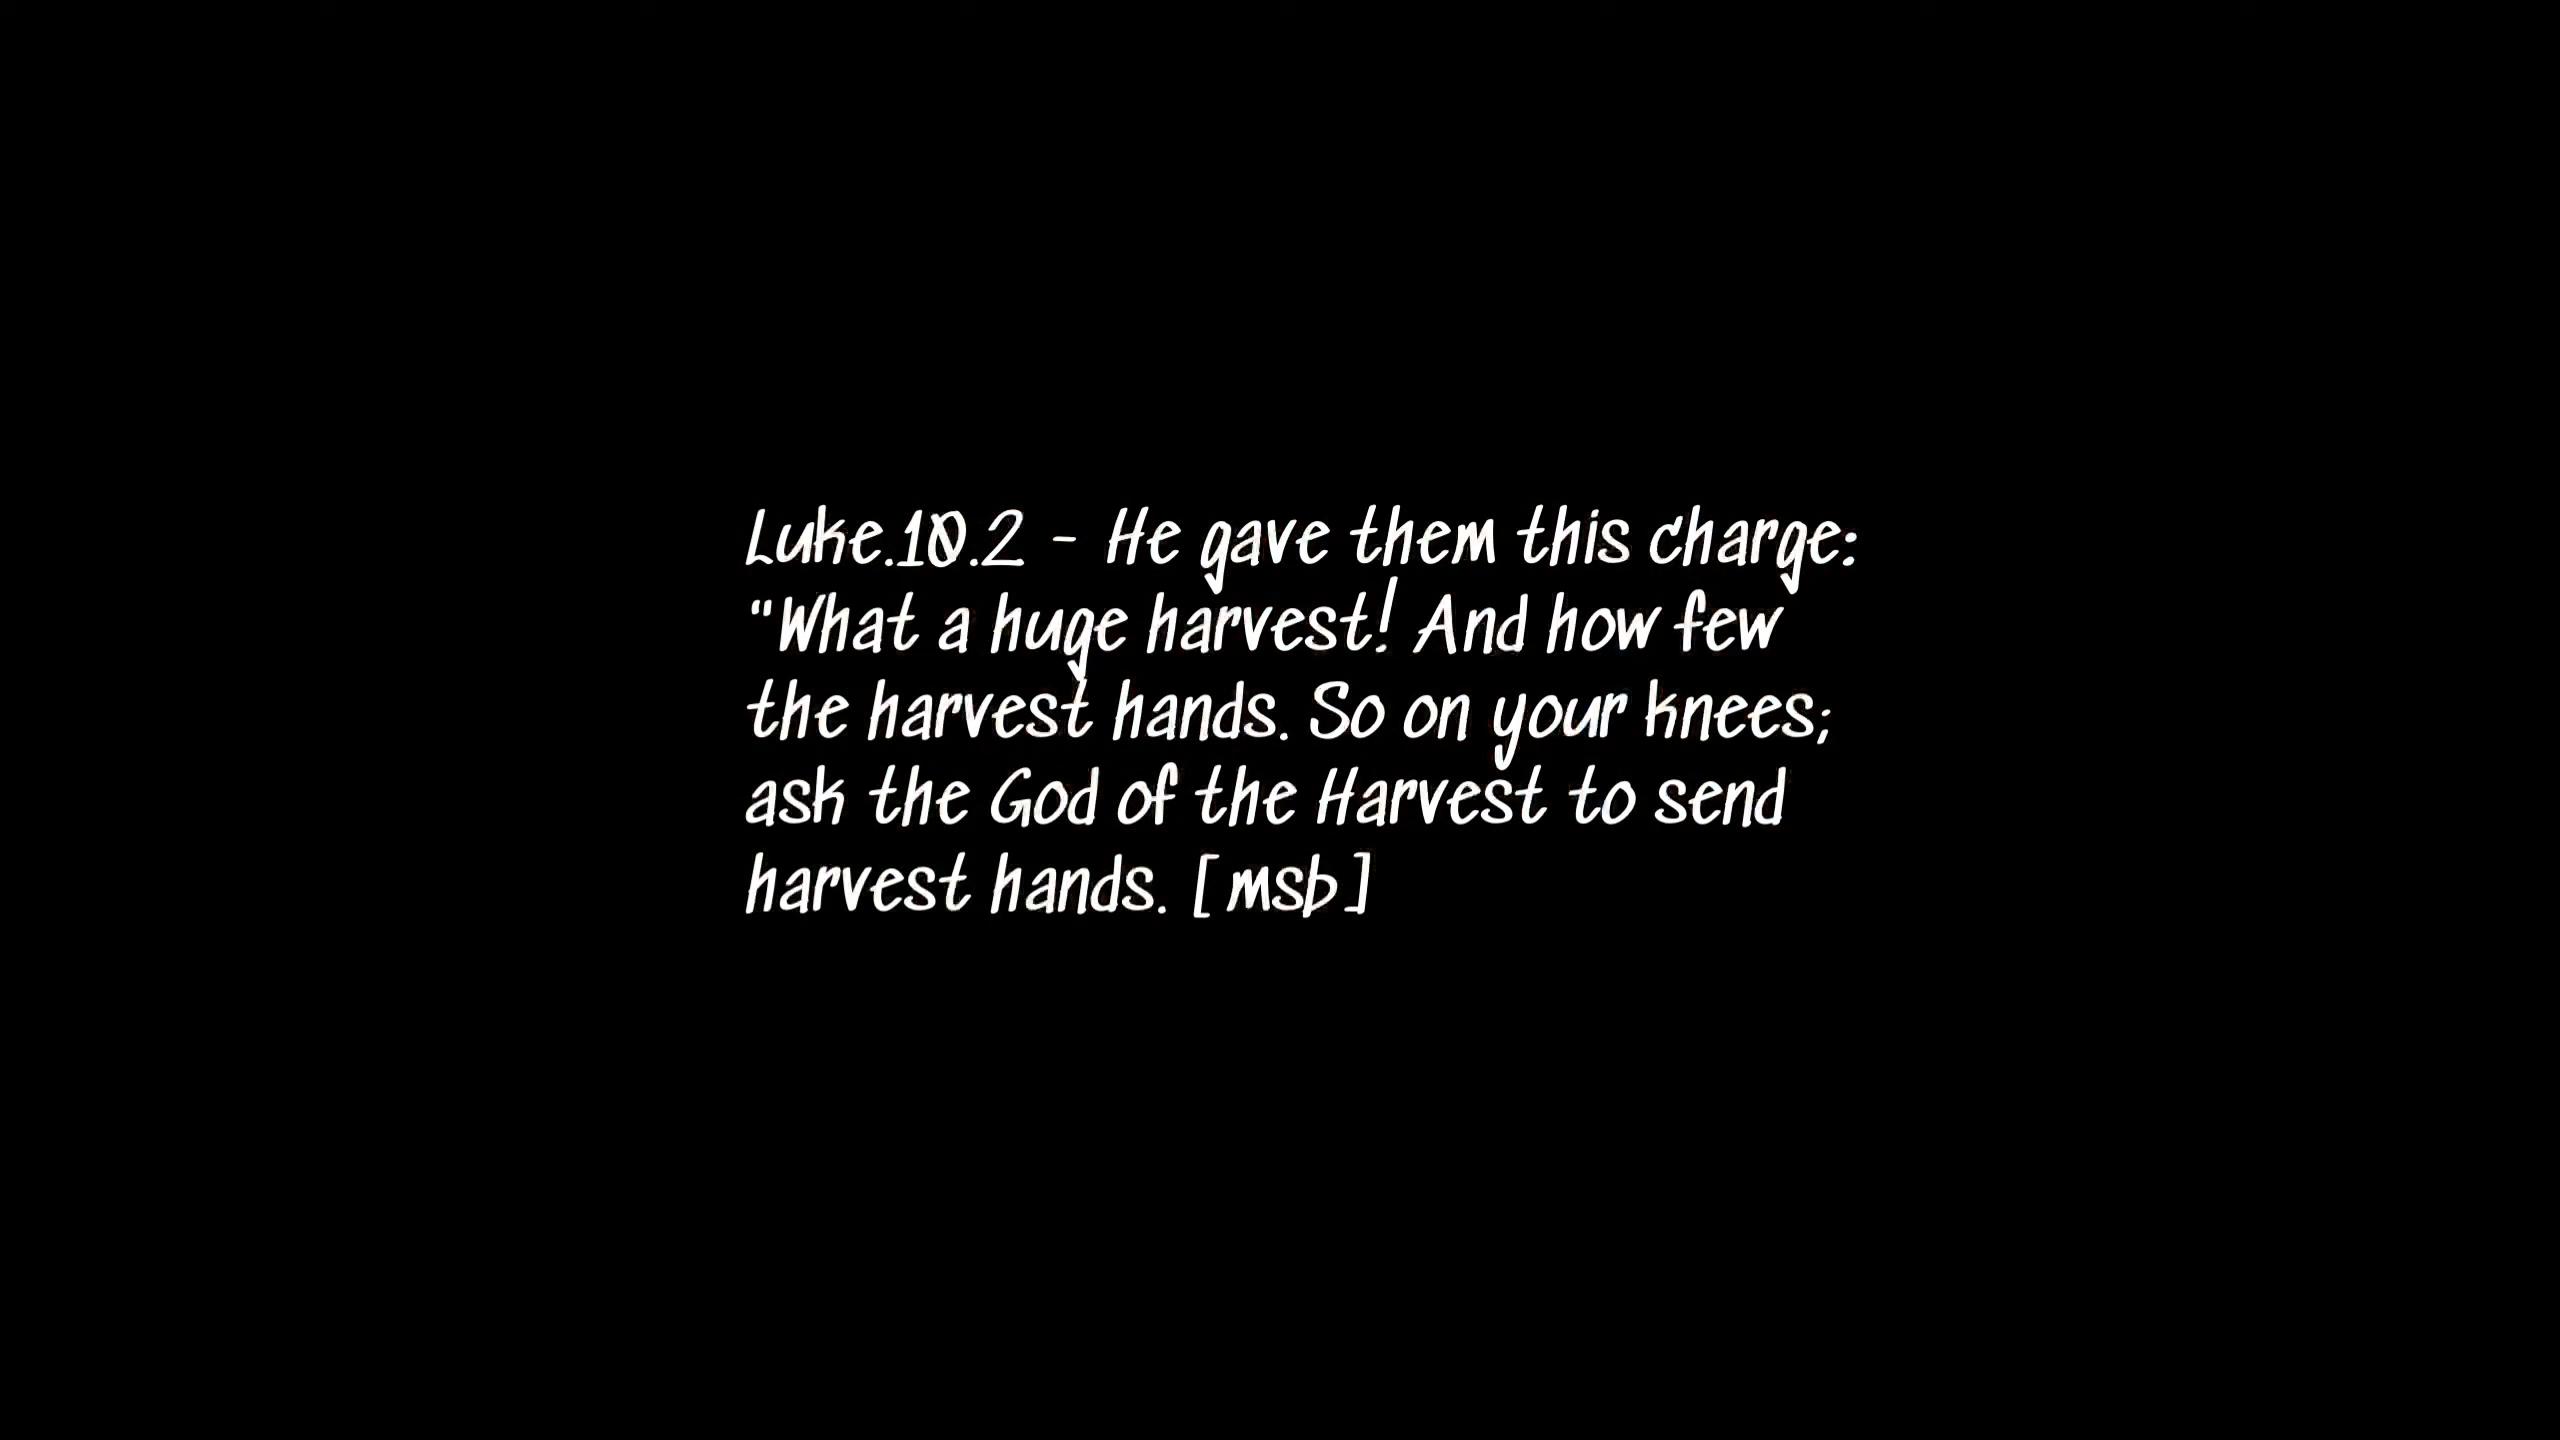 Luke.10.2 - He gave them this charge:
"What a huge harvest! And how few
the harvest hands. So on your knees;
ask the God of the Harvest to send
harvest hands. [msb]